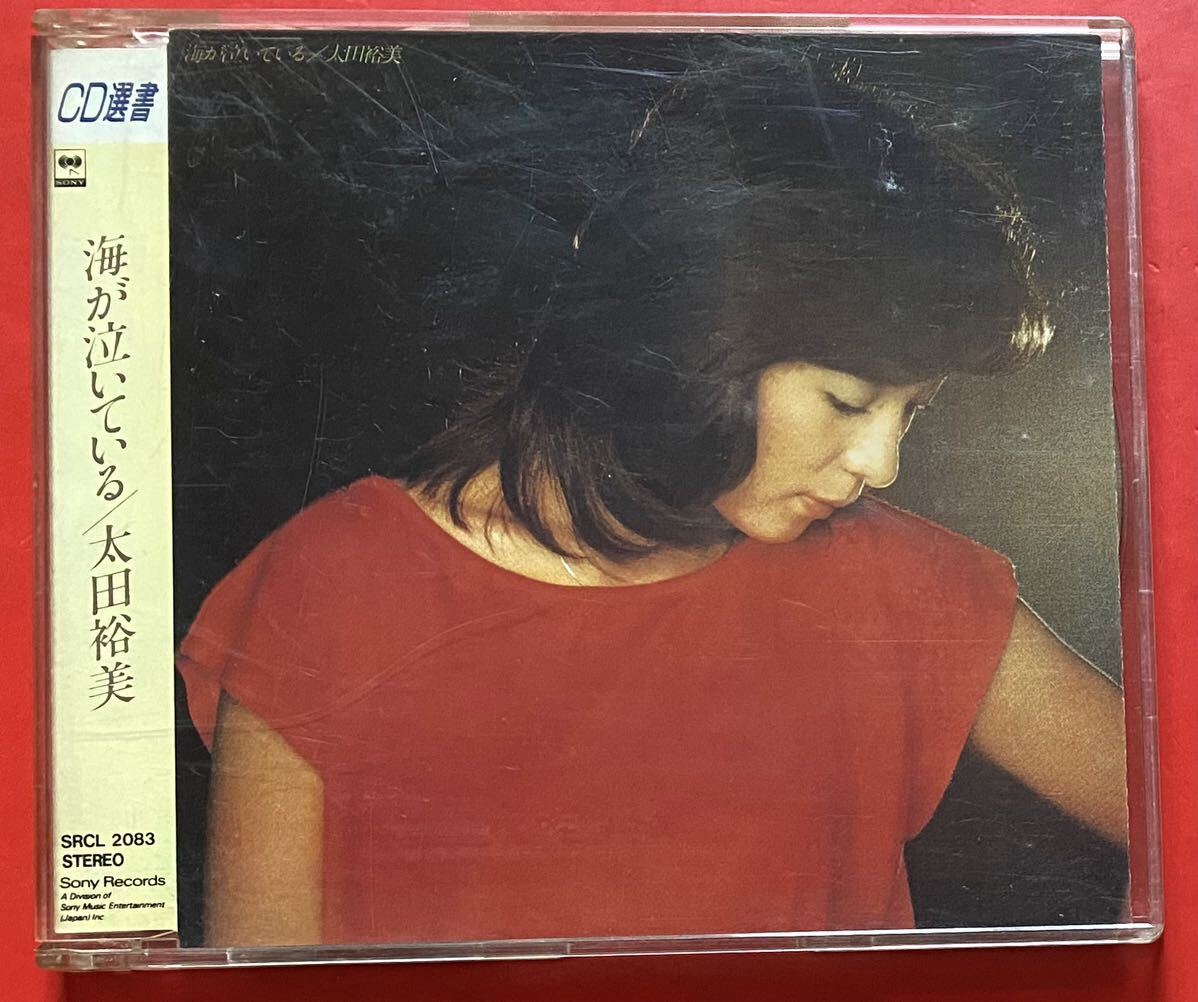 CD選書
SONY
海が泣いている/太田裕美
SRCL 2083
STEREO
Sony Records
A Division of
Sony Music Entertainment
(Japan) Inc
海が泣いている/太田裕美